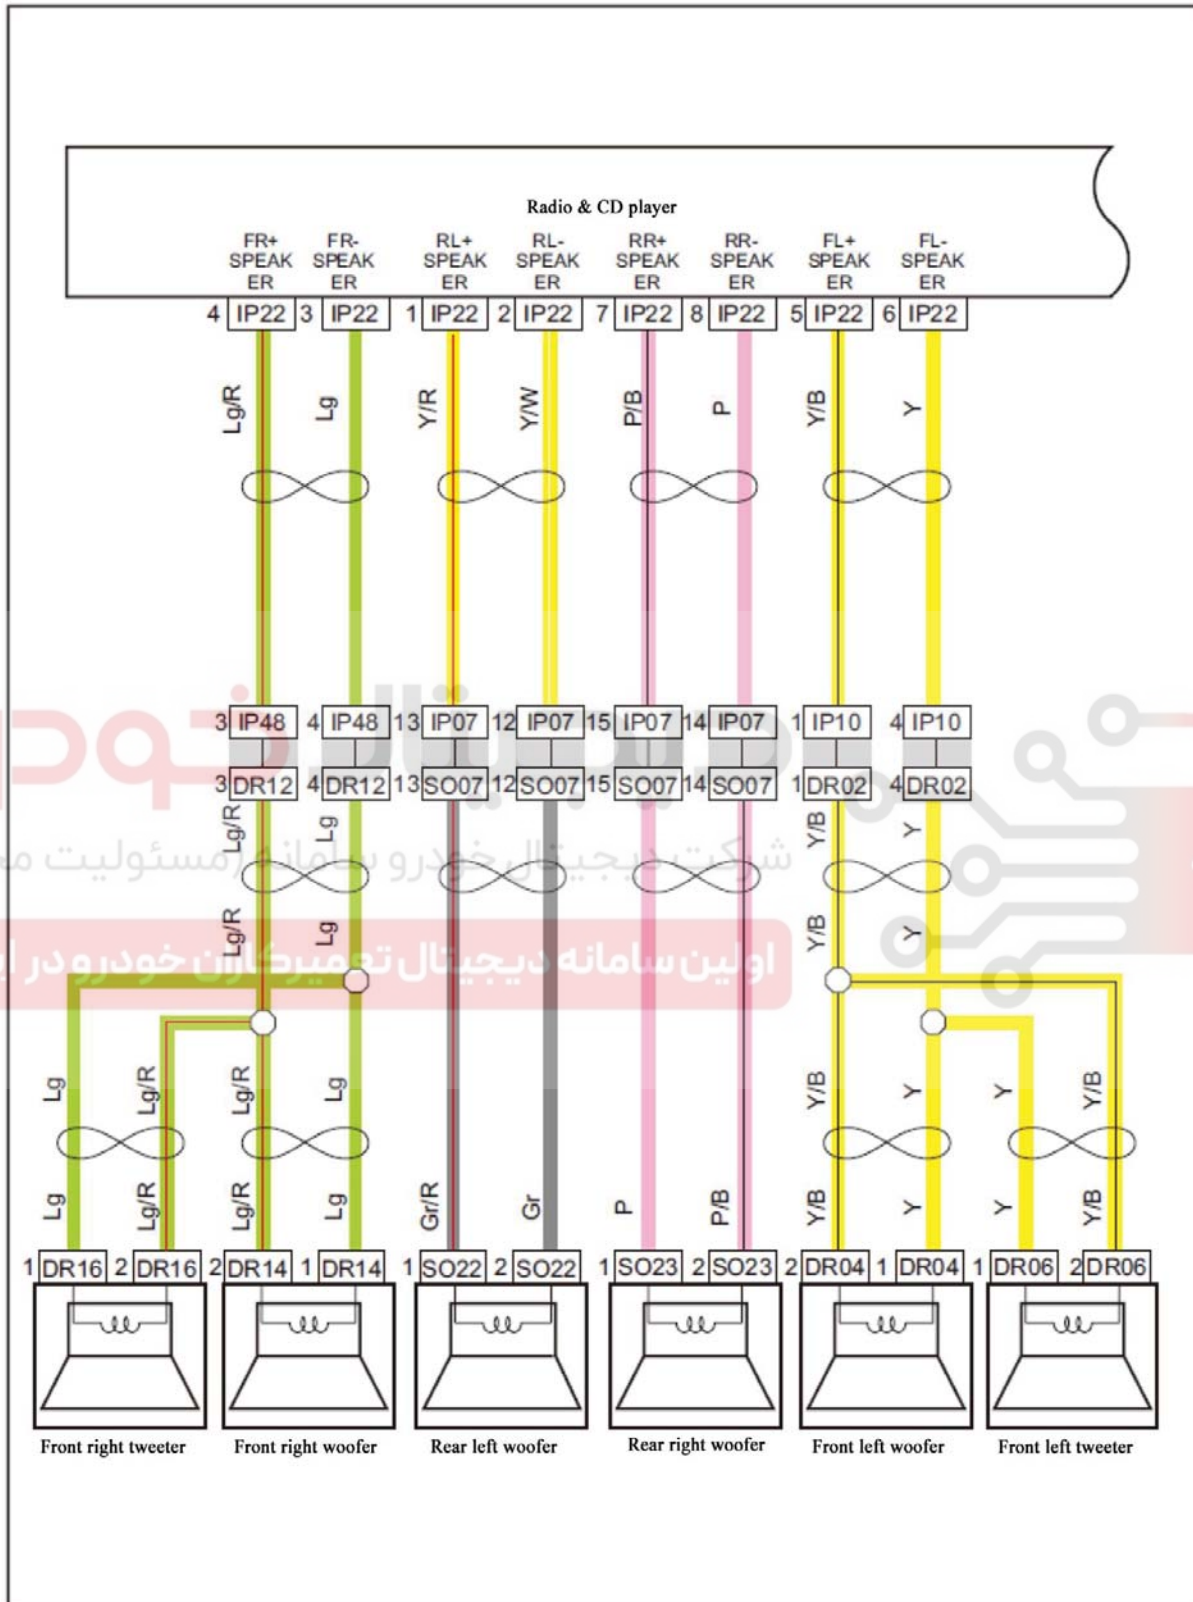 Radio & CD player
FR+ SPEAK ER
FR- SPEAK ER
RL+ SPEAK ER
RL- SPEAK ER
RR+ SPEAK ER
RR- SPEAK ER
FL+ SPEAK ER
FL- SPEAK ER
4 IP22 3 IP22 1 IP22 2 IP22 7 IP22 8 IP22 5 IP22 6 IP22
Lg/R Lg Y/R Y/W P/B P Y/B Y
3 IP48 4 IP48 13 IP07 12 IP07 15 IP07 14 IP07 1 IP10 4 IP10
دیجیتال خودرو
3 DR12 4 DR12 13 SO07 12 SO07 15 SO07 14 SO07 1 DR02 4 DR02
Lg/R Lg Y/B Y
شرکت دیجیتال خودرو سامانه (مسئولیت
Lg/R Lg Y/B Y
اولین سامانه دیجیتال تعمیرکاران خودرو در
Lg Lg/R Lg/R Lg Y/B Y Y Y/B
Lg Lg/R Lg/R Lg Gr/R Gr P P/B Y/B Y Y Y/B
1 DR16 2 DR16 2 DR14 1 DR14 1 SO22 2 SO22 1 SO23 2 SO23 2 DR04 1 DR04 1 DR06 2 DR06
Front right tweeter Front right woofer Rear left woofer Rear right woofer Front left woofer Front left tweeter